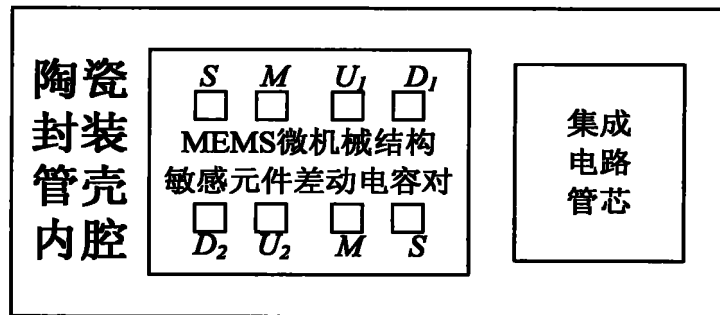 陶瓷
封装
管壳
内腔
S M U₁ D₁
MEMS微机械结构
敏感元件差动电容对
D₂ U₂ M S
集成
电路
管芯